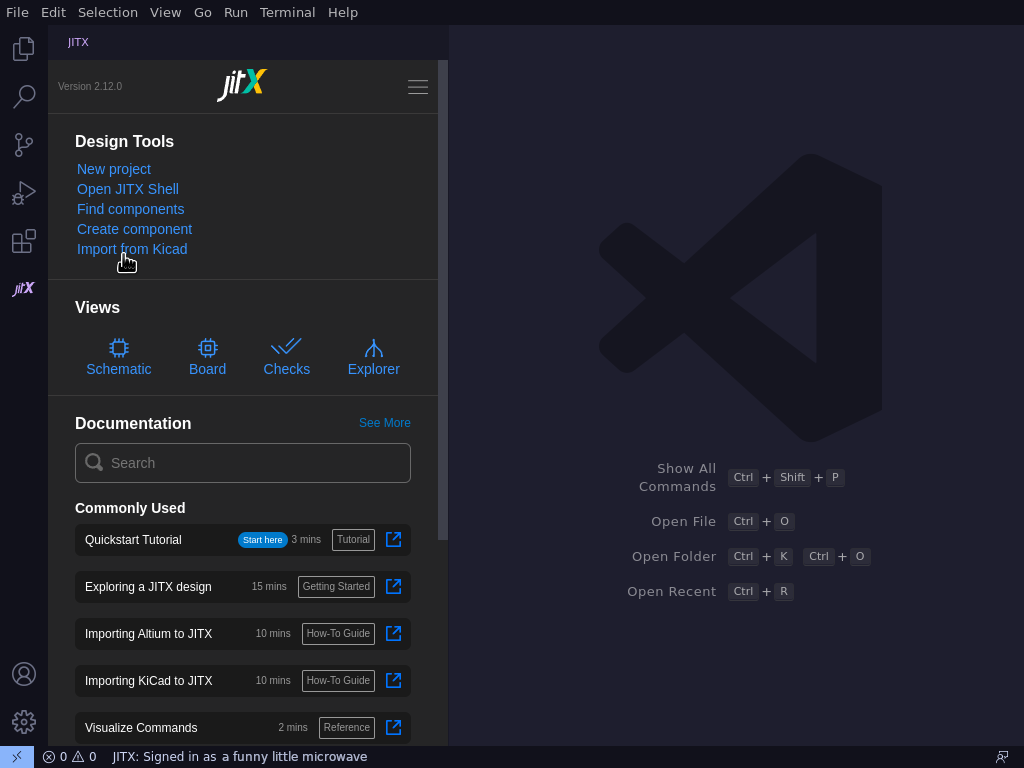 File Edit Selection View Go Run Terminal Help
JITX
Version 2.12.0
jitX
Design Tools
New project
Open JITX Shell
Find components
Create component
Import from Kicad
jitX
Views
Schematic Board Checks Explorer
Documentation See More
Search
Commonly Used
Quickstart Tutorial Start here 3 mins Tutorial
Exploring a JITX design 15 mins Getting Started
Importing Altium to JITX 10 mins How-To Guide
Importing KiCad to JITX 10 mins How-To Guide
Visualize Commands 2 mins Reference
Show All
Commands
Ctrl + Shift + P
Open File Ctrl + O
Open Folder Ctrl + K Ctrl + O
Open Recent Ctrl + R
0 0 JITX: Signed in as a funny little microwave